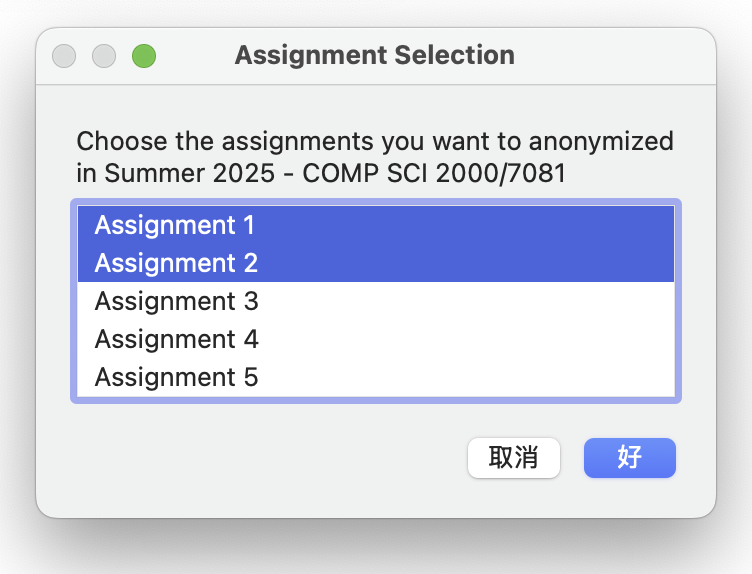 Assignment Selection
Choose the assignments you want to anonymized
in Summer 2025 - COMP SCI 2000/7081
Assignment 1
Assignment 2
Assignment 3
Assignment 4
Assignment 5
取消 好